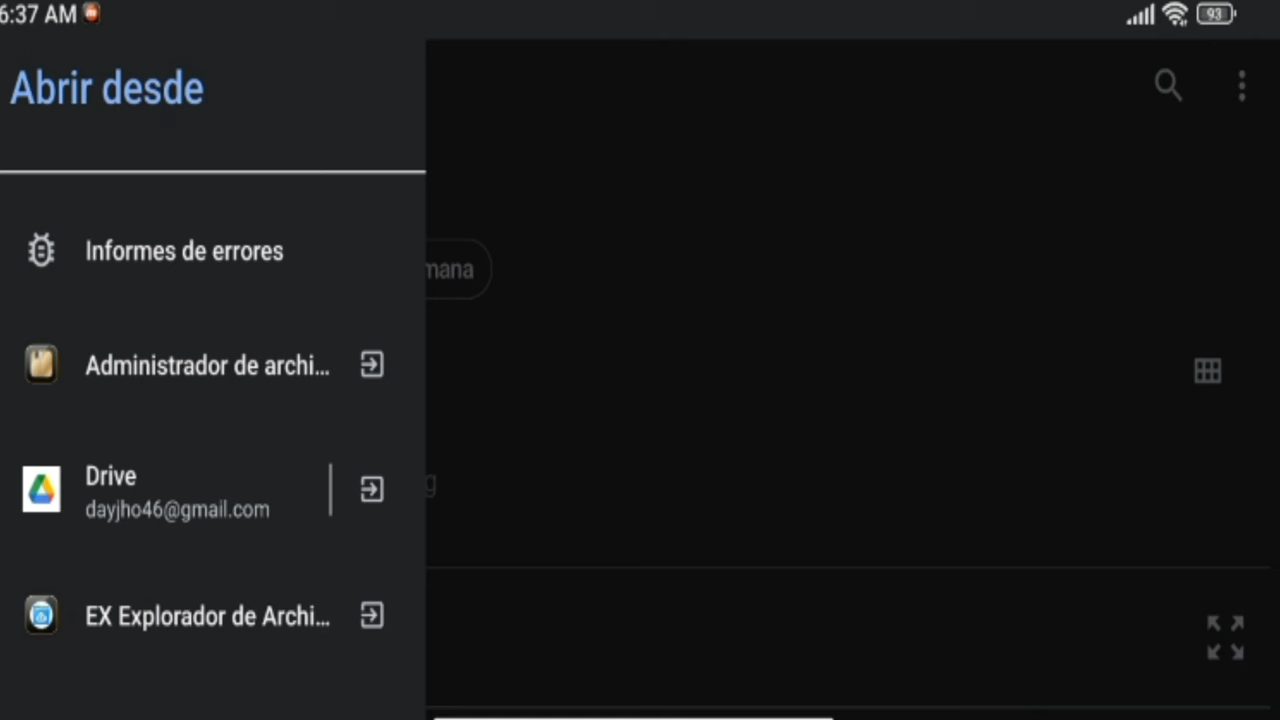 6:37 AM
93
Abrir desde
Informes de errores
mana
Administrador de archi...
Drive
dayjho46@gmail.com
g
EX Explorador de Archi...